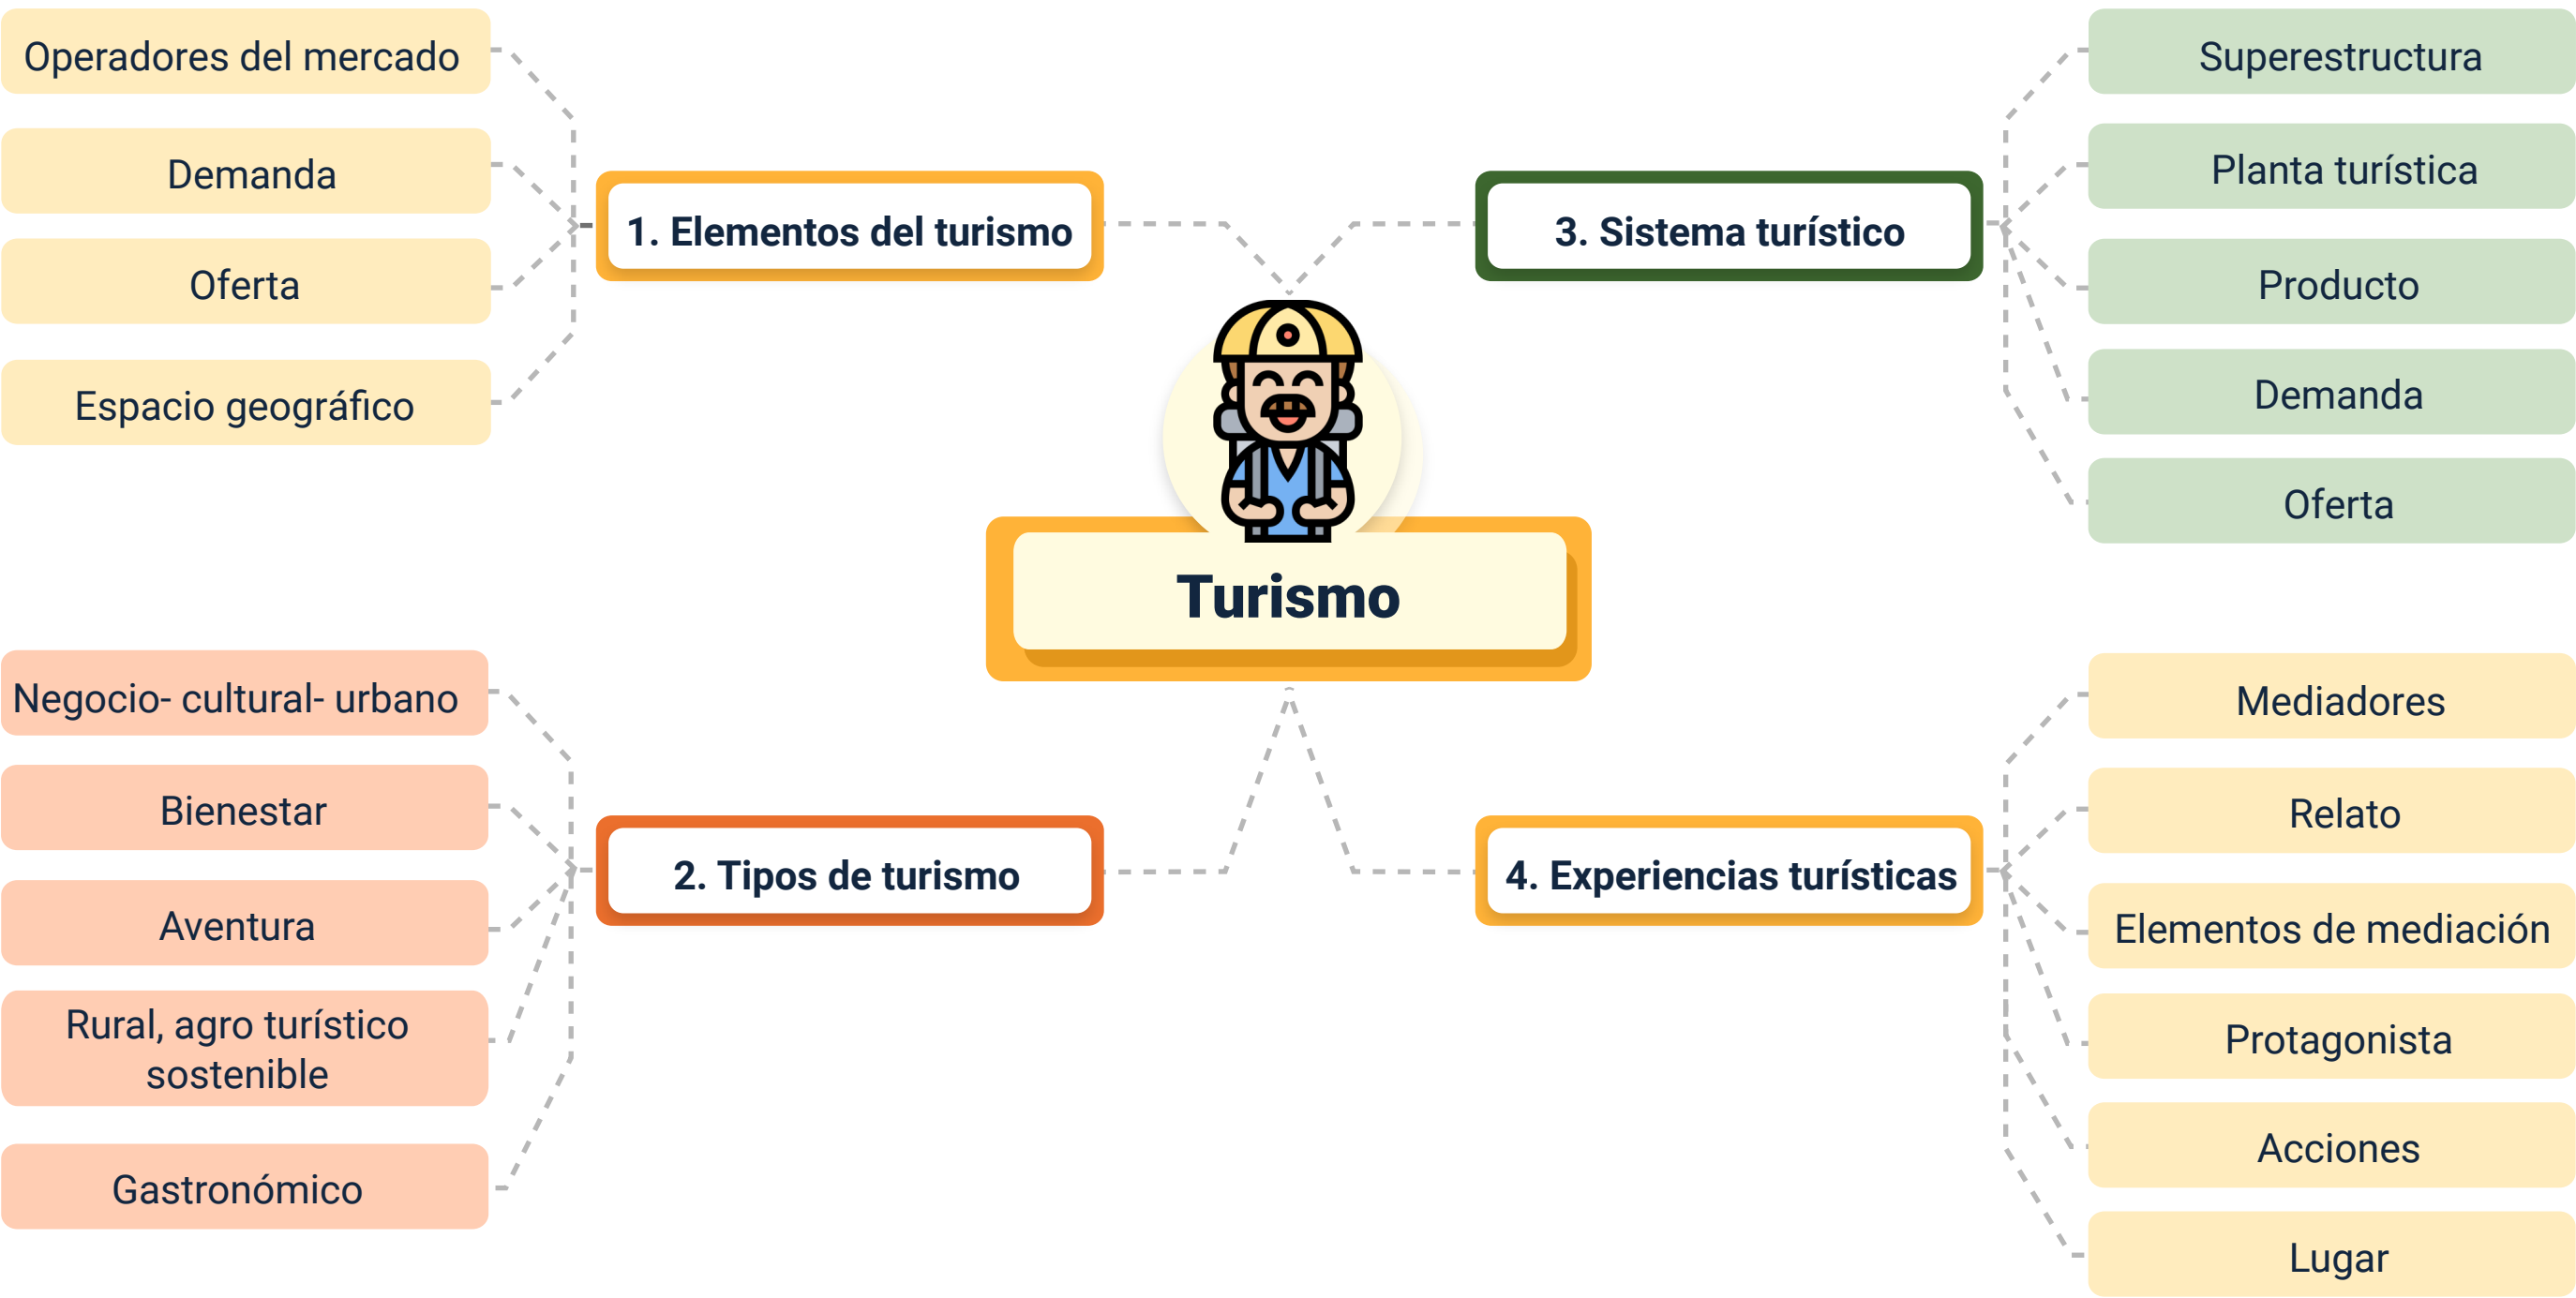 Turismo
1. Elementos del turismo
Operadores del mercado
Demanda
Oferta
Espacio geográfico
2. Tipos de turismo
Negocio- cultural- urbano
Bienestar
Aventura
Rural, agro turístico
sostenible
Gastronómico
3. Sistema turístico
Superestructura
Planta turística
Producto
Demanda
Oferta
4. Experiencias turísticas
Mediadores
Relato
Elementos de mediación
Protagonista
Acciones
Lugar